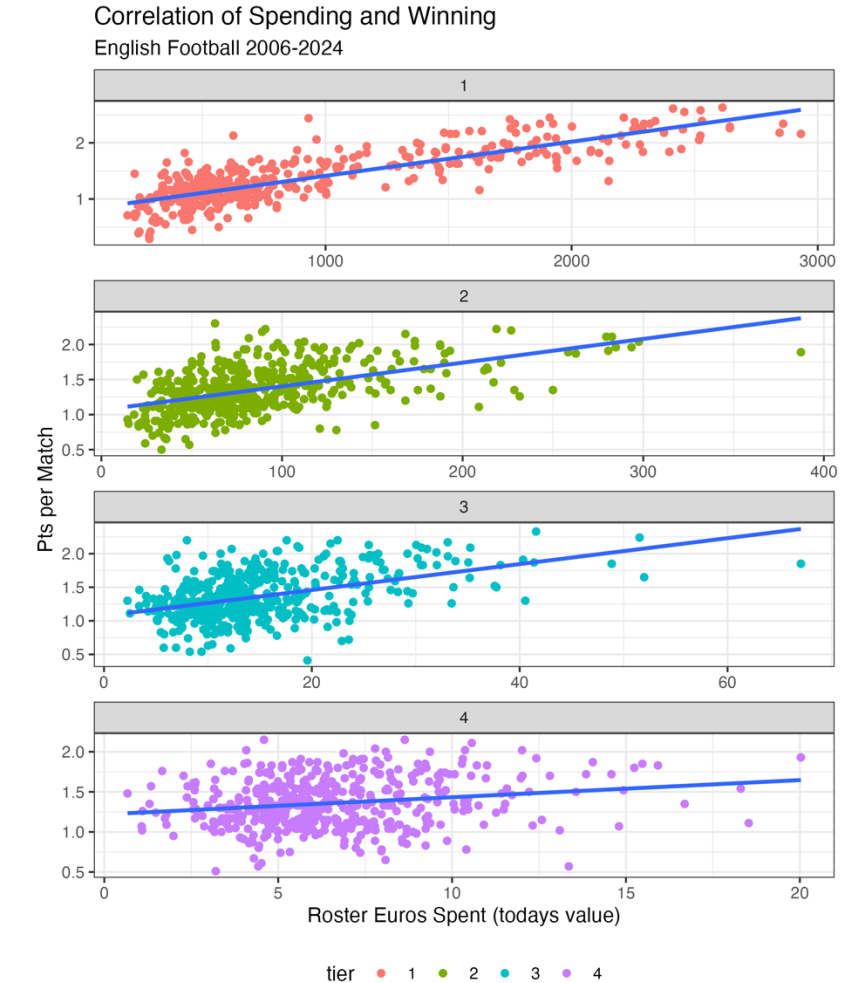 Correlation of Spending and Winning
English Football 2006-2024
1
2
1
1000 2000 3000
2
2.0
1.5
1.0
0.5
0 100 200 300 400
Pts per Match
3
2.0
1.5
1.0
0.5
0 20 40 60
4
2.0
1.5
1.0
0.5
0 5 10 15 20
Roster Euros Spent (todays value)
tier 1 2 3 4